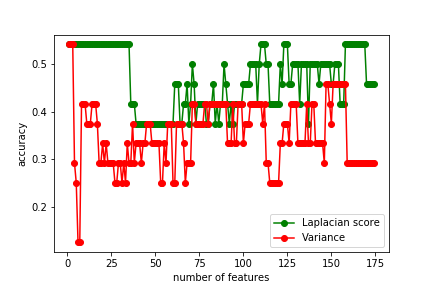 0.5
0.4
0.3
0.2
accuracy
0 25 50 75 100 125 150 175
number of features
Laplacian score
Variance